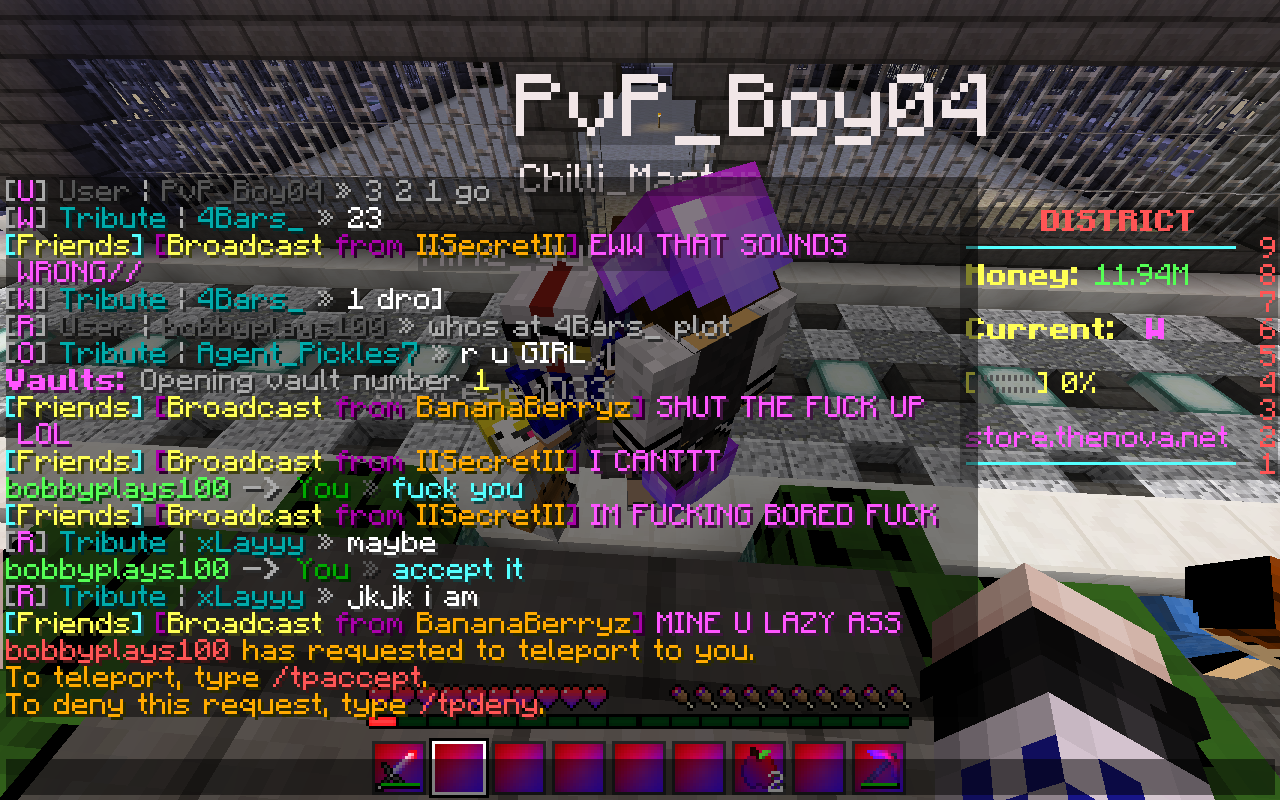 PvP_Boy04
Chilli_Master
[U] User ¦ PvP_Boy04 » 3 2 1 go
[W] Tribute ¦ 4Bars_ » 23
[Friends] [Broadcast from IISecretII] EWW THAT SOUNDS
WRONG//
[W] Tribute ¦ 4Bars_ » 1 dro]
[R] User ¦ bobbyplays100 » whos at 4Bars_ plot
[O] Tribute ¦ Agent_Pickles7 » r u GIRL
Vaults: Opening vault number 1
[Friends] [Broadcast from BananaBerryz] SHUT THE FUCK UP
LOL
[Friends] [Broadcast from IISecretII] I CANTTT
bobbyplays100 —> You » fuck you
[Friends] [Broadcast from IISecretII] IM FUCKING BORED FUCK
[R] Tribute ¦ xLayyy » maybe
bobbyplays100 —> You » accept it
[R] Tribute ¦ xLayyy » jkjk i am
[Friends] [Broadcast from BananaBerryz] MINE U LAZY ASS
bobbyplays100 has requested to teleport to you.
To teleport, type /tpaccept.
To deny this request, type /tpdeny.
DISTRICT
9
Money: 11.94M
8
7
Current: W
6
5
[::::::::::] 0%
4
3
store.thenova.net
2
1
2